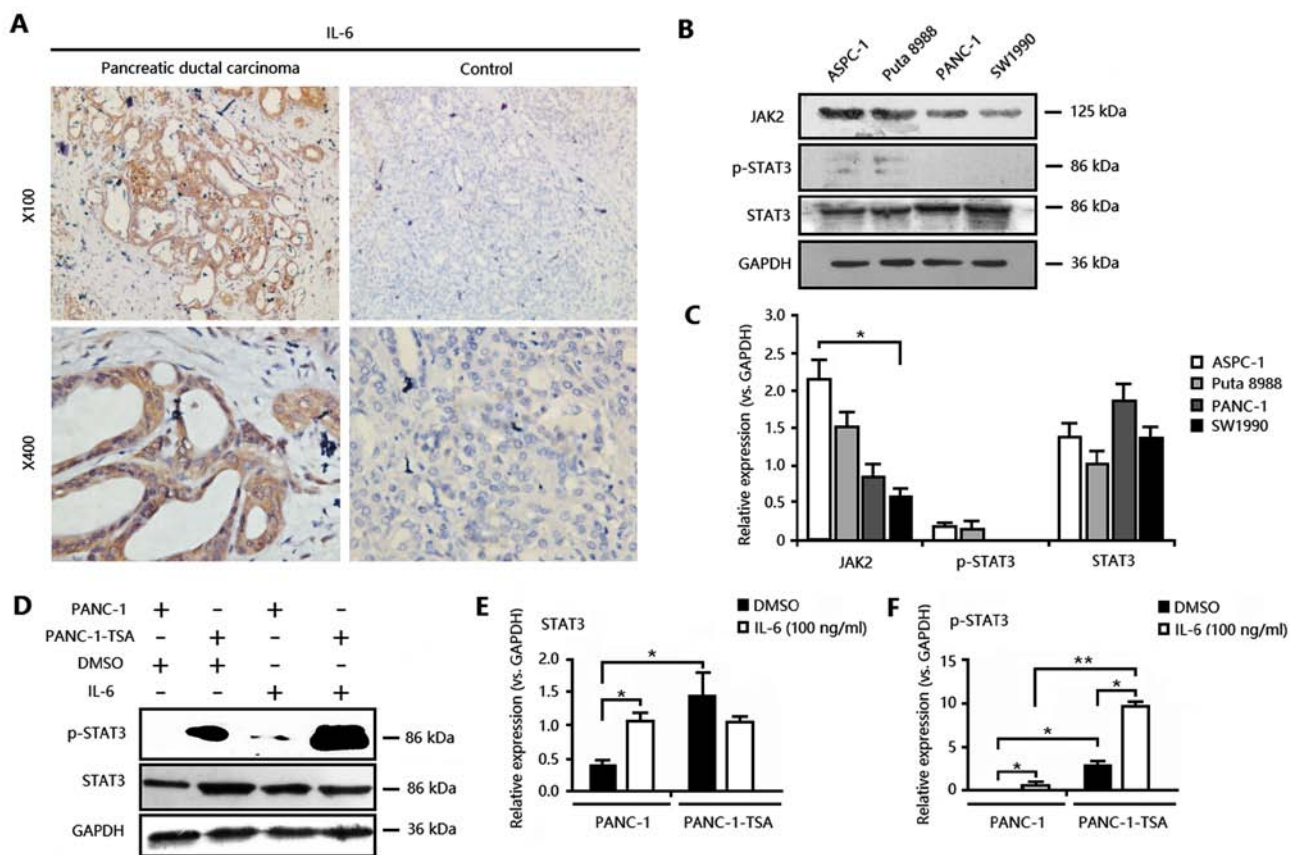 A
IL-6
Pancreatic ductal carcinoma
Control
X100
X400
B
ASPC-1
Puta 8988
PANC-1
SW1990
JAK2
125 kDa
p-STAT3
86 kDa
STAT3
86 kDa
GAPDH
36 kDa
C
Relative expression (vs. GAPDH)
3.0
2.5
2.0
1.5
1.0
0.5
0
*
ASPC-1
Puta 8988
PANC-1
SW1990
JAK2
p-STAT3
STAT3
D
PANC-1 + - + -
PANC-1-TSA - + - +
DMSO + + - -
IL-6 - - + +
p-STAT3
86 kDa
STAT3
86 kDa
GAPDH
36 kDa
E
DMSO
IL-6 (100 ng/ml)
STAT3
Relative expression (vs. GAPDH)
2.0
1.5
1.0
0.5
0
*
*
PANC-1
PANC-1-TSA
F
DMSO
IL-6 (100 ng/ml)
p-STAT3
Relative expression (vs. GAPDH)
15
10
5
0
**
*
*
*
PANC-1
PANC-1-TSA